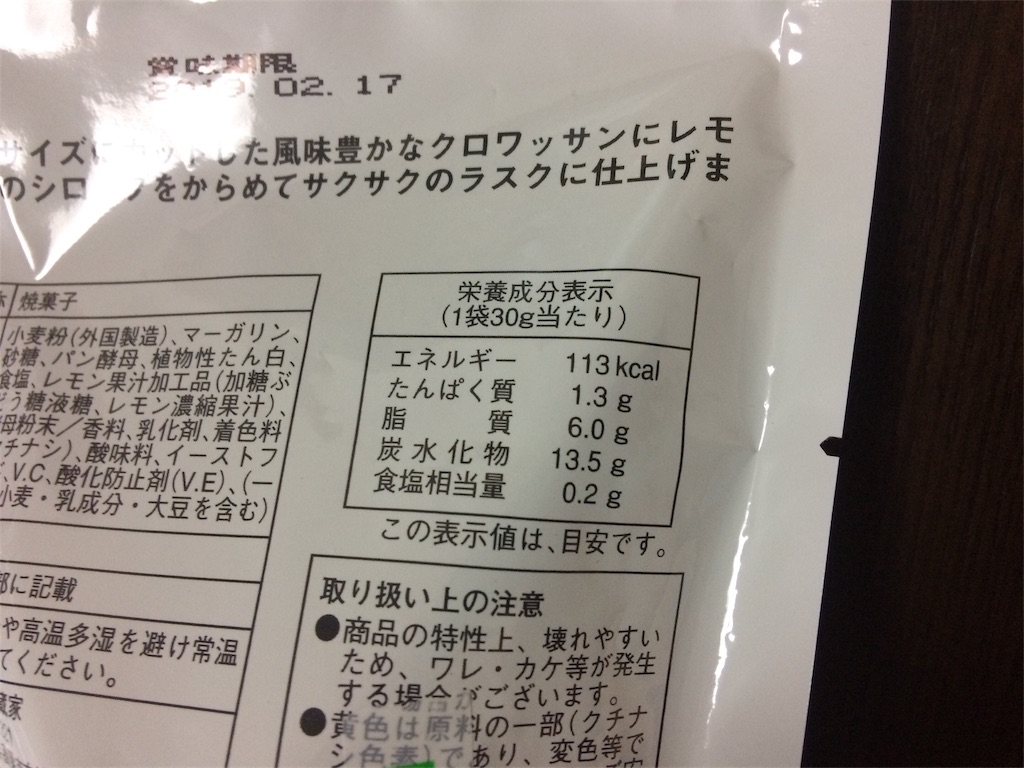 賞味期限
02. 17
サイズにカットした風味豊かなクロワッサンにレモ
のシロップをからめてサクサクのラスクに仕上げま
焼菓子
小麦粉(外国製造)、マーガリン、
砂糖、パン酵母、植物性たん白、
食塩、レモン果汁加工品(加糖ぶ
どう糖液糖、レモン濃縮果汁)、
母粉末/香料、乳化剤、着色料
チナシ)、酸味料、イーストフ
、V.C、酸化防止剤(V.E)、(一
小麦・乳成分・大豆を含む)
部に記載
や高温多湿を避け常温
てください。
栄養成分表示
(1袋30g当たり)
エネルギー 113kcal
たんぱく質 1.3g
脂質 6.0g
炭水化物 13.5g
食塩相当量 0.2g
この表示値は、目安です。
取り扱い上の注意
●商品の特性上、壊れやすい
ため、ワレ・カケ等が発生
する場合がございます。
●黄色は原料の一部(クチナ
シ色素)であり、変色等で